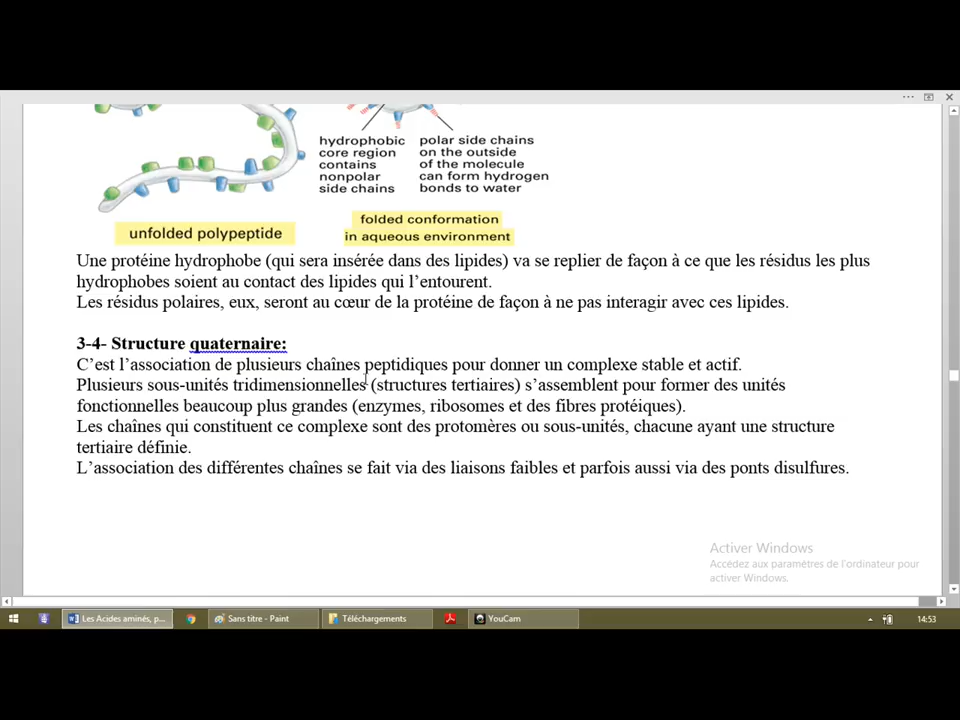 hydrophobic
core region
contains
nonpolar
side chains
polar side chains
on the outside
of the molecule
can form hydrogen
bonds to water
unfolded polypeptide
folded conformation
in aqueous environment
Une protéine hydrophobe (qui sera insérée dans des lipides) va se replier de façon à ce que les résidus les plus
hydrophobes soient au contact des lipides qui l’entourent.
Les résidus polaires, eux, seront au cœur de la protéine de façon à ne pas interagir avec ces lipides.
3-4- Structure quaternaire:
C’est l’association de plusieurs chaînes peptidiques pour donner un complexe stable et actif.
Plusieurs sous-unités tridimensionnelles (structures tertiaires) s’assemblent pour former des unités
fonctionnelles beaucoup plus grandes (enzymes, ribosomes et des fibres protéiques).
Les chaînes qui constituent ce complexe sont des protomères ou sous-unités, chacune ayant une structure
tertiaire définie.
L’association des différentes chaînes se fait via des liaisons faibles et parfois aussi via des ponts disulfures.
Activer Windows
Accédez aux paramètres de l'ordinateur pour
activer Windows.
Les Acides aminés, p...
Sans titre - Paint
Téléchargements
YouCam
14:53